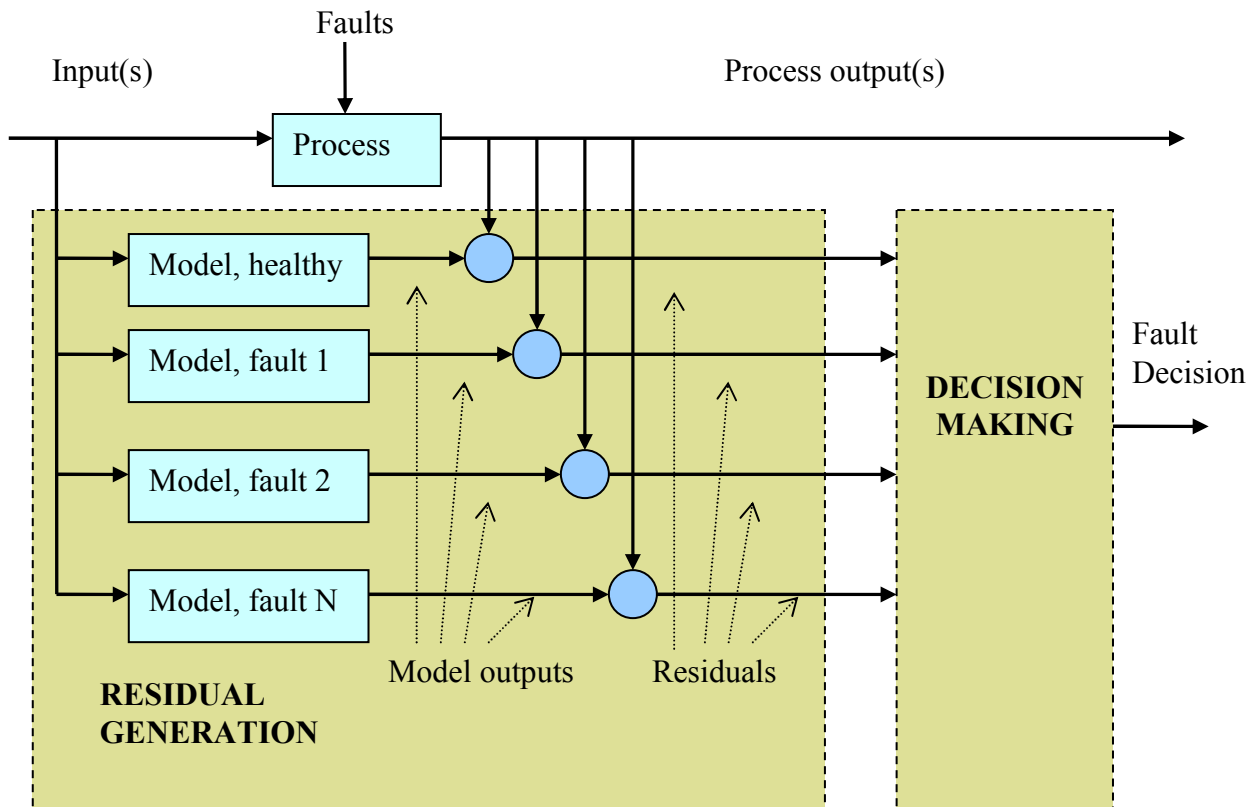 Faults
Input(s)
Process output(s)
Process
Model, healthy
Model, fault 1
Fault
Decision
DECISION
MAKING
Model, fault 2
Model, fault N
Model outputs
Residuals
RESIDUAL
GENERATION